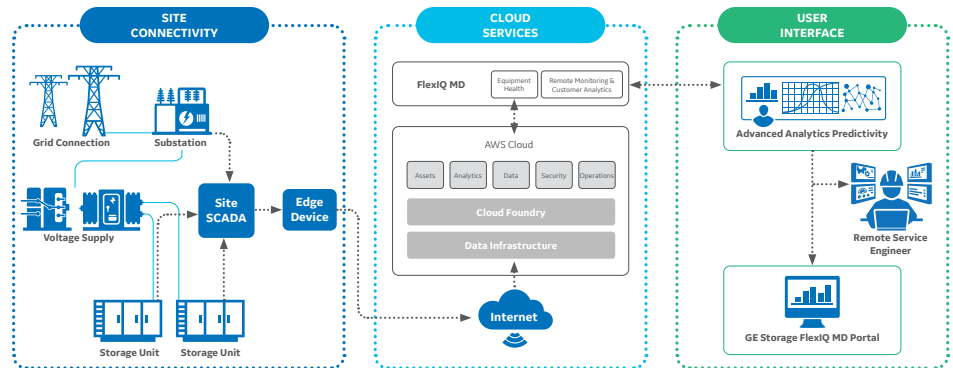 SITE
CONNECTIVITY
Grid Connection
Substation
Voltage Supply
Site
SCADA
Edge
Device
Storage Unit
Storage Unit
CLOUD
SERVICES
FlexIQ MD
Equipment
Health
Remote Monitoring &
Customer Analytics
AWS Cloud
Assets
Analytics
Data
Security
Operations
Cloud Foundry
Data Infrastructure
Internet
USER
INTERFACE
Advanced Analytics Predictivity
Remote Service
Engineer
GE Storage FlexIQ MD Portal